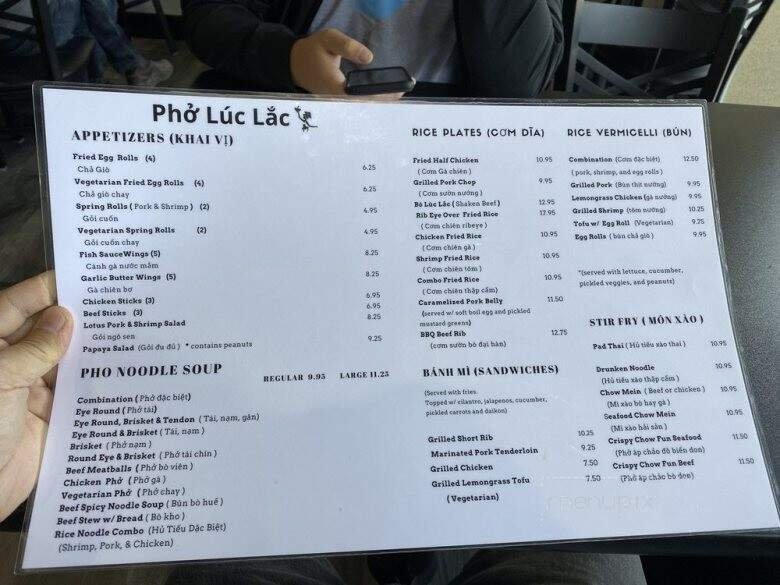 Phở Lúc Lắc
APPETIZERS (KHAI VỊ)
Fried Egg Rolls (4)
Chả Giò 6.25
Vegetarian Fried Egg Rolls (4)
Chả giò chay 6.25
Spring Rolls ( Pork & Shrimp ) (2)
Gỏi cuốn 4.95
Vegetarian Spring Rolls (2)
Gỏi cuốn chay 4.95
Fish SauceWings (5) 8.25
Cánh gà nước mắm
Garlic Butter Wings (5) 8.25
Gà chiên bơ
Chicken Sticks (3) 6.95
Beef Sticks (3) 6.95
Lotus Pork & Shrimp Salad 8.25
Gỏi ngó sen
Papaya Salad (Gỏi đu đủ ) * contains peanuts 9.25
PHO NOODLE SOUP REGULAR 9.95 LARGE 11.25
Combination ( Phở đặc biệt)
Eye Round ( Phở tái)
Eye Round, Brisket & Tendon ( Tái, nạm, gân)
Eye Round & Brisket ( Tái, nạm )
Brisket ( Phở nạm )
Round Eye & Brisket ( Phở tái chín )
Beef Meatballs ( Phở bò viên )
Chicken Phở ( Phở gà )
Vegetarian Phở ( Phở chay )
Beef Spicy Noodle Soup ( Bún bò huế )
Beef Stew w/ Bread ( Bò kho )
Rice Noodle Combo (Hủ Tiếu Dặc Biệt)
(Shrimp, Pork, & Chicken)
RICE PLATES (CƠM DĨA)
Fried Half Chicken 10.95
( Cơm Gà chiên )
Grilled Pork Chop 9.95
( Cơm sườn nướng )
Bò Lúc Lắc ( Shaken Beef ) 12.95
Rib Eye Over Fried Rice 17.95
( Cơm chiên ribeye )
Chicken Fried Rice 10.95
( Cơm chiên gà )
Shrimp Fried Rice 10.95
( Cơm chiên tôm )
Combo Fried Rice 10.95
( Cơm chiên thập cẩm )
Caramelised Pork Belly 11.50
(served w/ soft boil egg and pickled
mustard greens)
BBQ Beef Rib 12.75
(cơm sườn bò đại hàn)
BÁNH MÌ (SANDWICHES)
(Served with fries.
Topped w/ cilantro, jalapenos, cucumber,
pickled carrots and daikon)
Grilled Short Rib 10.25
Marinated Pork Tenderloin 9.25
Grilled Chicken 7.50
Grilled Lemongrass Tofu 7.50
(Vegetarian)
RICE VERMICELLI (BÚN)
Combination (Cơm đặc biệt) 12.50
( pork, shrimp, and egg rolls)
Grilled Pork (Bún thịt nướng) 9.95
Lemongrass Chicken (gà nướng) 9.95
Grilled Shrimp (tôm nướng) 10.25
Tofu w/ Egg Roll (Vegetarian) 9.25
Egg Rolls ( bún chả giò ) 9.95
*(served with lettuce, cucumber,
pickled veggies, and peanuts)
STIR FRY ( MÓN XÀO )
Pad Thai ( Hủ tiếu xào thai ) 10.95
Drunken Noodle 10.95
(Hủ tiếu xào thập cẩm )
Chow Mein ( Beef or chicken ) 10.95
(Mì xào bò hay gà )
Seafood Chow Mein 10.95
(Mì xào hải sản )
Crispy Chow Fun Seafood 11.50
(Phở áp chảo đồ biển dòn)
Crispy Chow Fun Beef 11.50
(Phở áp chảo bò dòn)
menupix